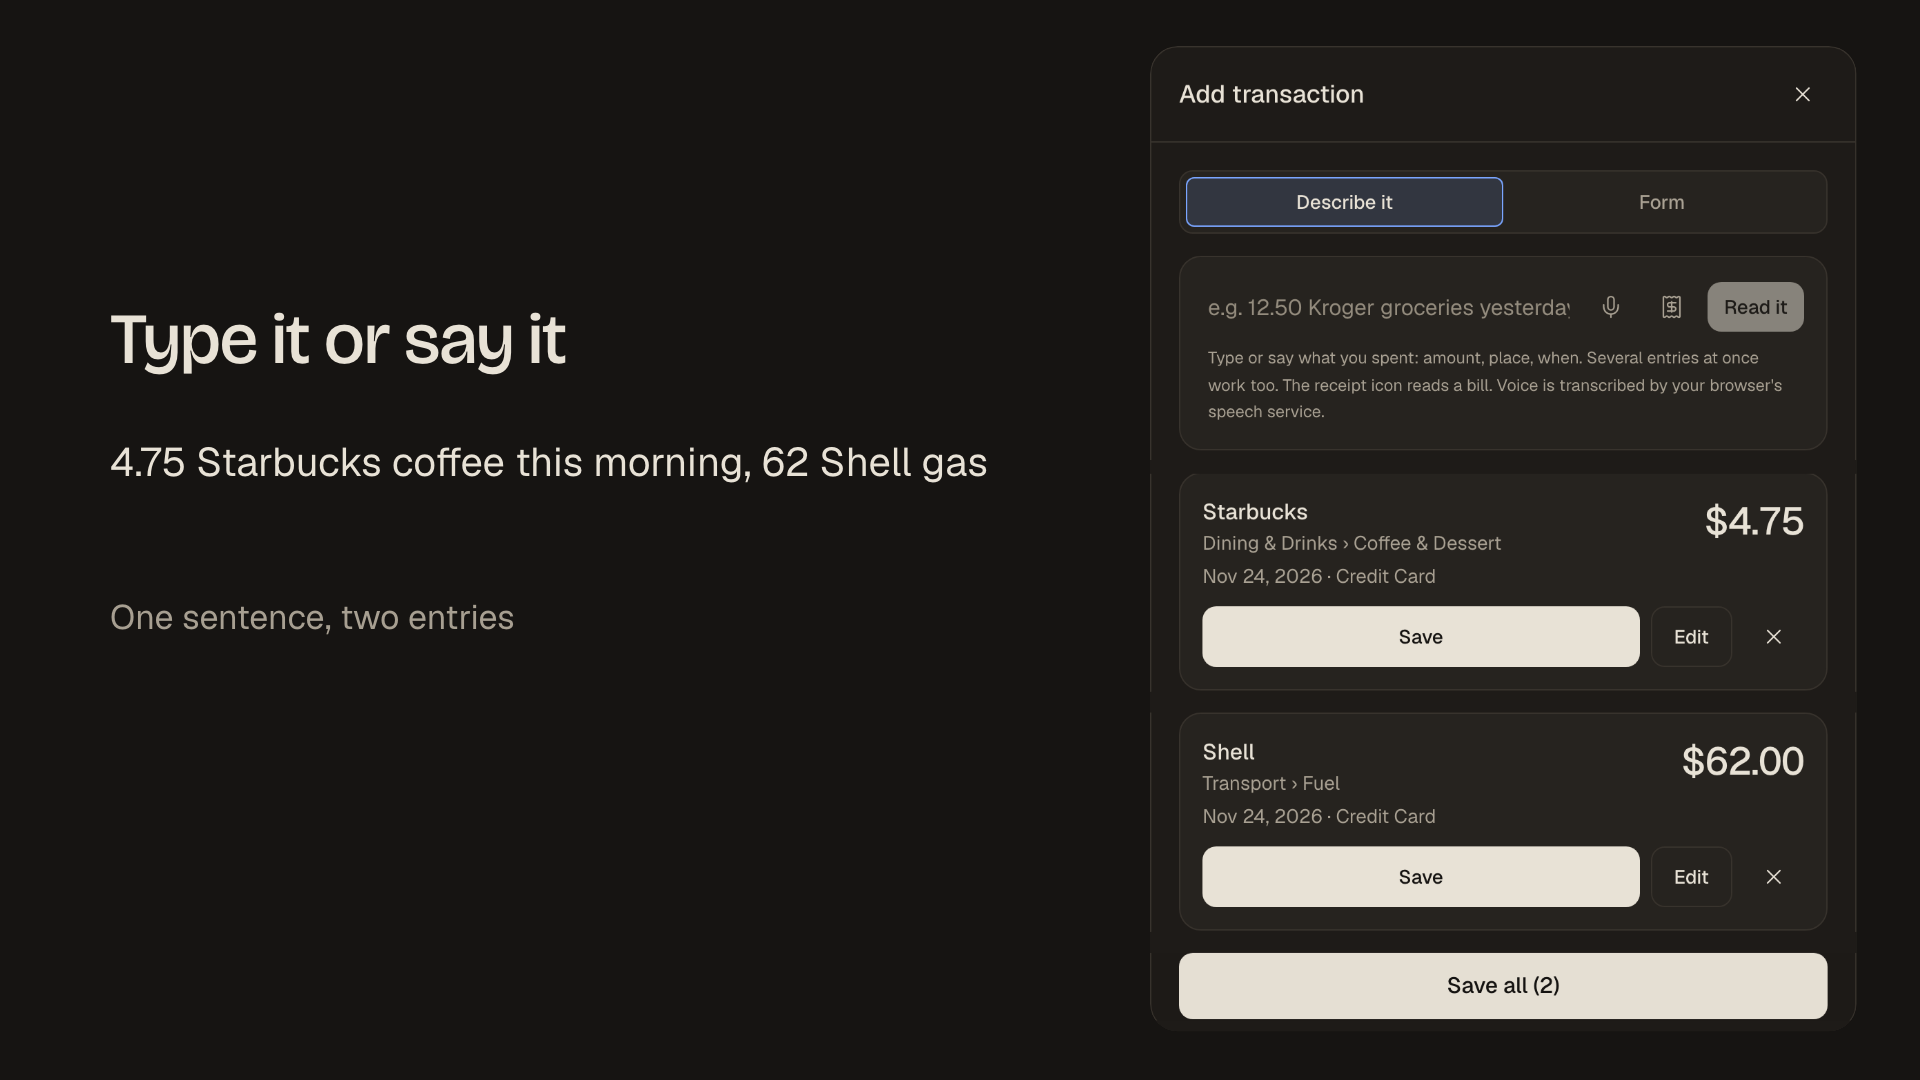 Type it or say it
4.75 Starbucks coffee this morning, 62 Shell gas
One sentence, two entries
Add transaction
Describe it
Form
e.g. 12.50 Kroger groceries yesterday
Read it
Type or say what you spent: amount, place, when. Several entries at once
work too. The receipt icon reads a bill. Voice is transcribed by your browser's
speech service.
Starbucks
$4.75
Dining & Drinks › Coffee & Dessert
Nov 24, 2026 · Credit Card
Save
Edit
Shell
$62.00
Transport › Fuel
Nov 24, 2026 · Credit Card
Save
Edit
Save all (2)